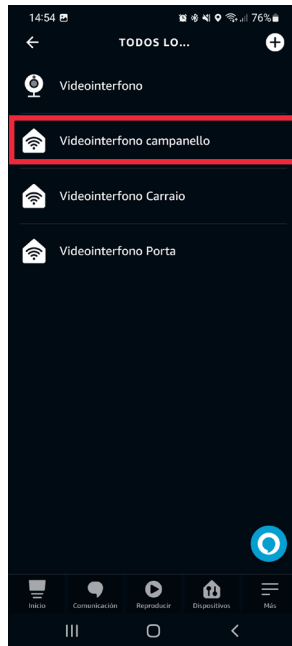 14:54 76%
TODOS LO...
Videointerfono
Videointerfono campanello
Videointerfono Carraio
Videointerfono Porta
Inicio Comunicación Reproducir Dispositivos Más